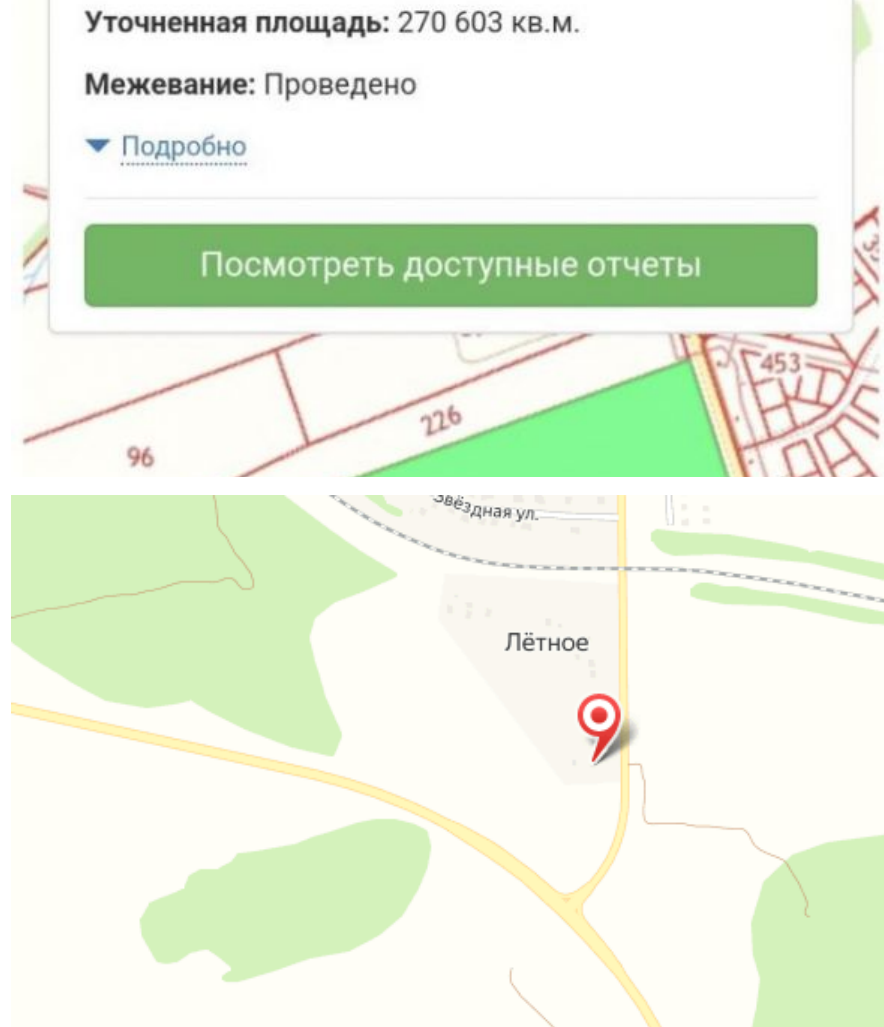 Уточненная площадь: 270 603 кв.м.
Межевание: Проведено
Подробно
Посмотреть доступные отчеты
453
226
96
Звёздная ул.
Лётное